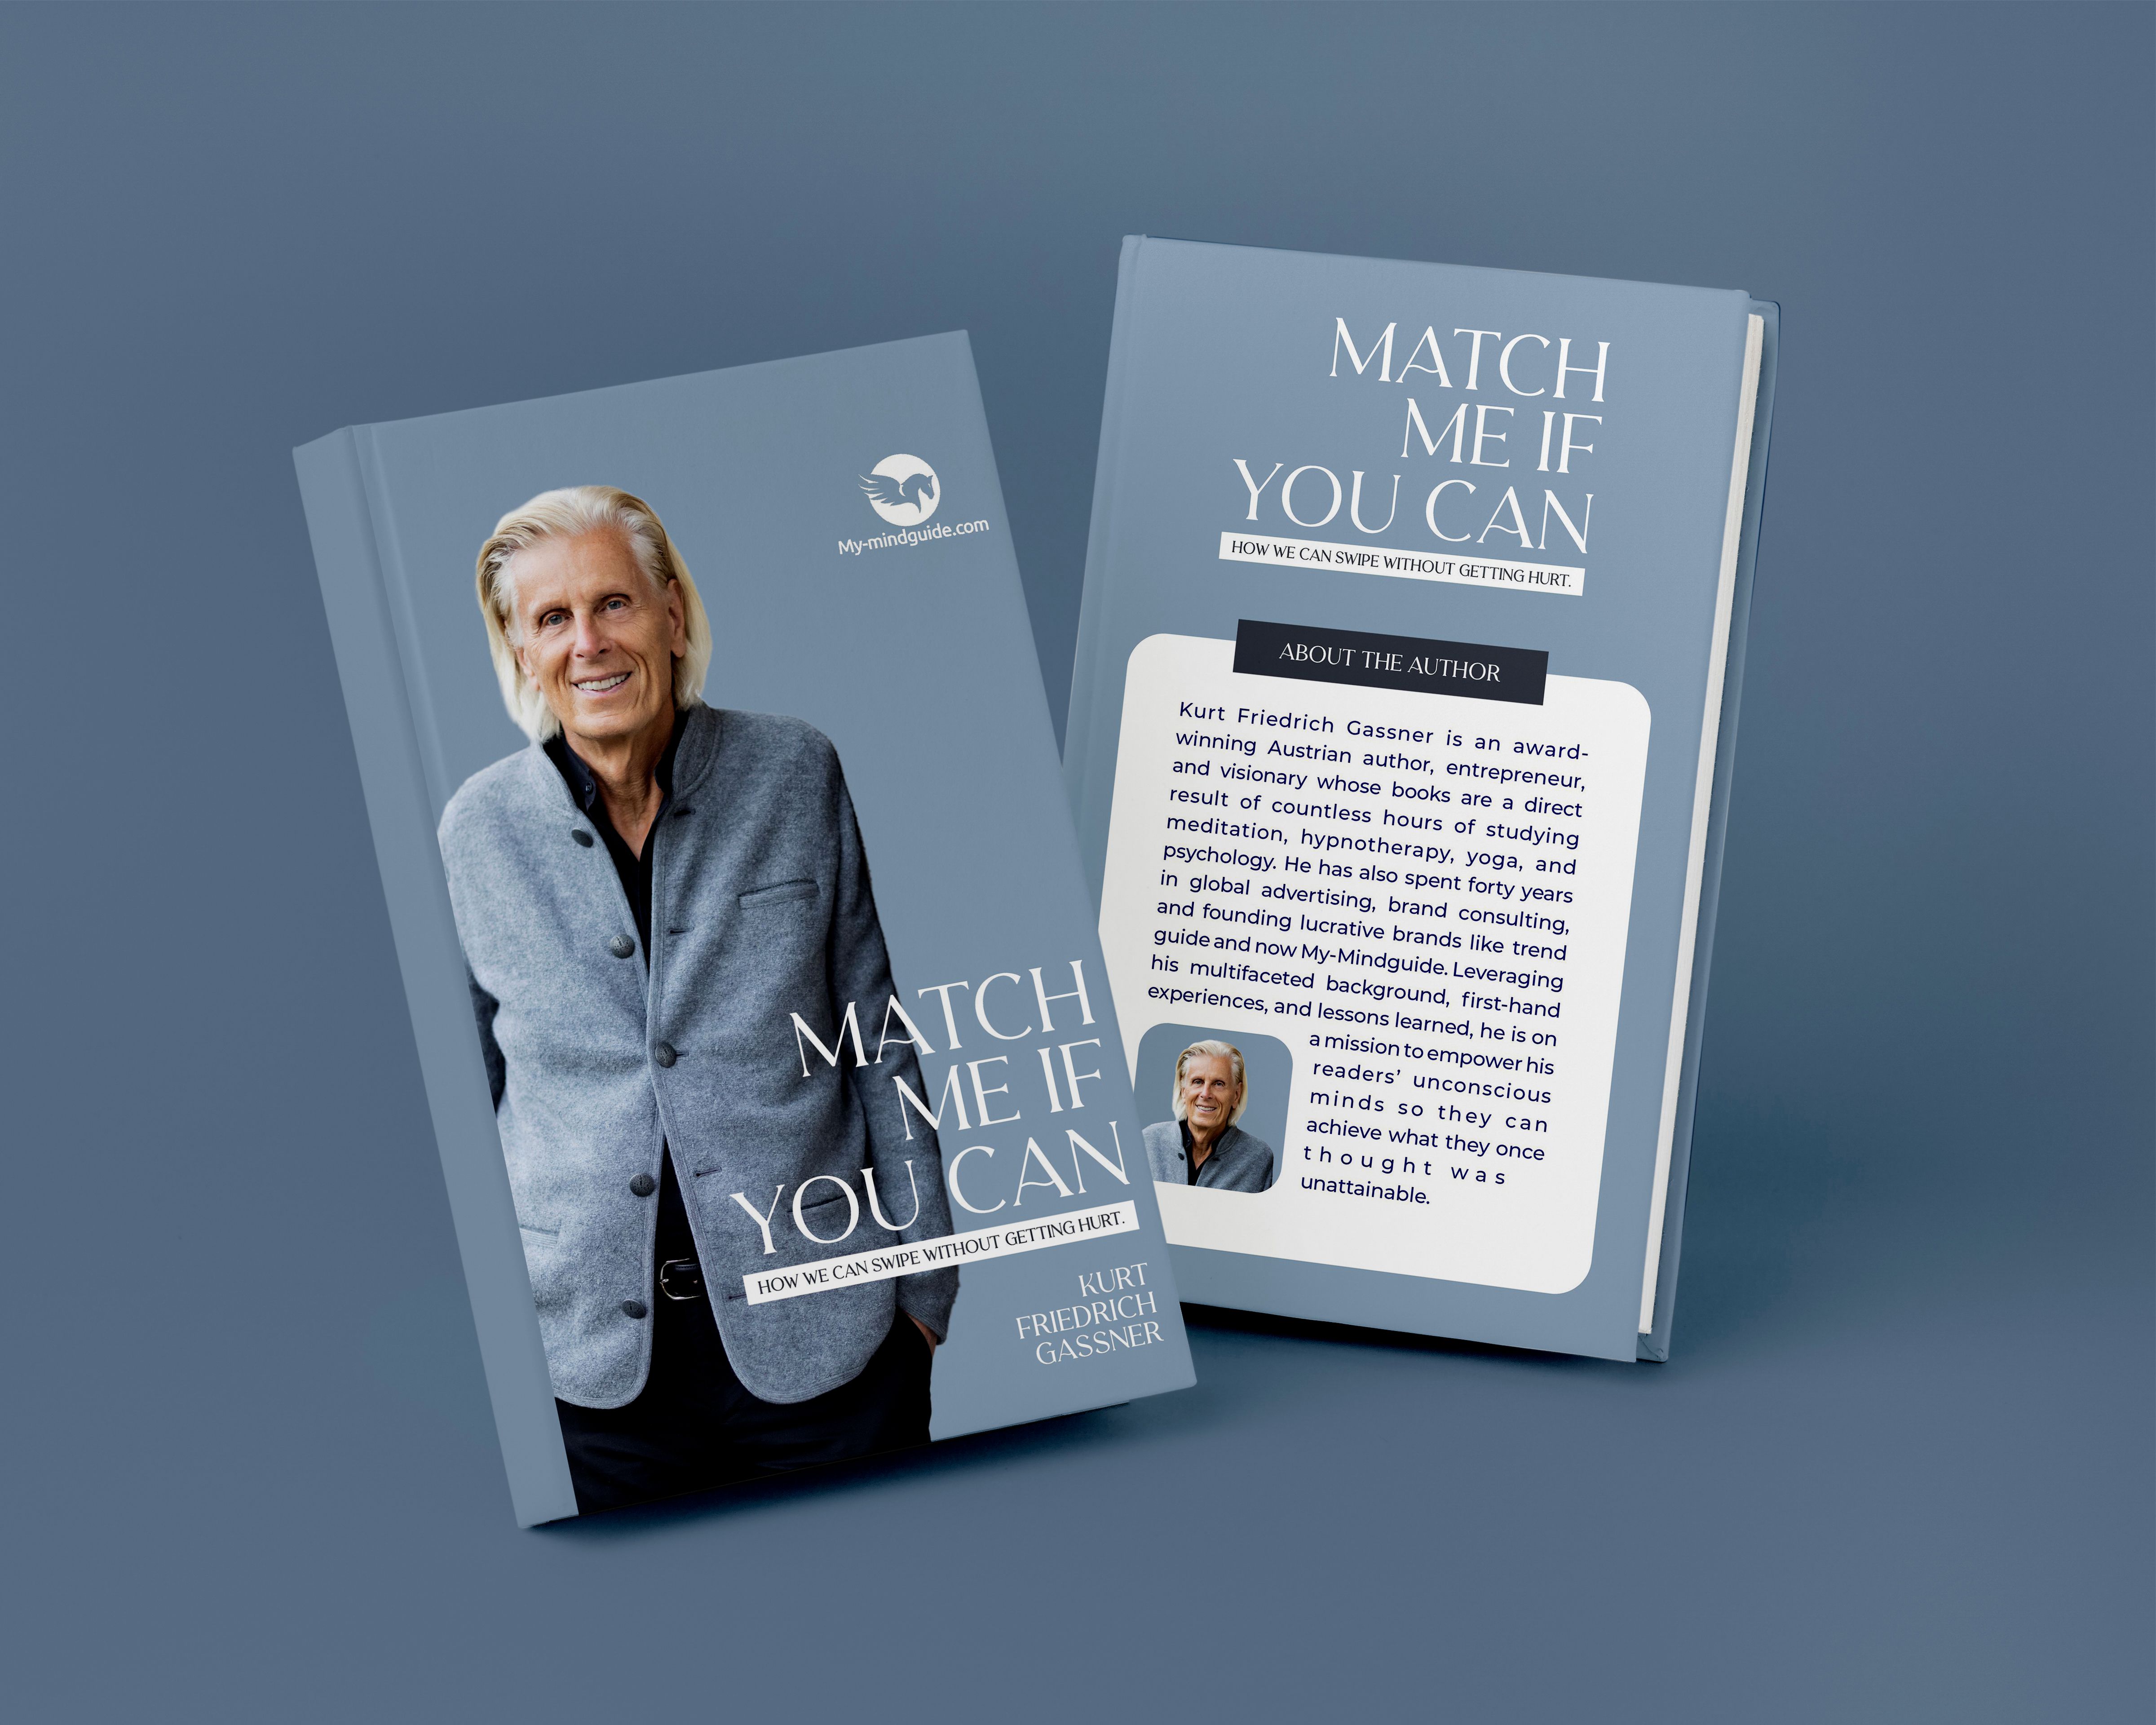 My-mindguide.com
MATCH
ME IF
YOU CAN
HOW WE CAN SWIPE WITHOUT GETTING HURT.
KURT
FRIEDRICH
GASSNER
MATCH
ME IF
YOU CAN
HOW WE CAN SWIPE WITHOUT GETTING HURT.
ABOUT THE AUTHOR
Kurt Friedrich Gassner is an award-
winning Austrian author, entrepreneur,
and visionary whose books are a direct
result of countless hours of studying
meditation, hypnotherapy, yoga, and
psychology. He has also spent forty years
in global advertising, brand consulting,
and founding lucrative brands like trend
guide and now My-Mindguide. Leveraging
his multifaceted background, first-hand
experiences, and lessons learned, he is on
a mission to empower his
readers’ unconscious
minds so they can
achieve what they once
thought was
unattainable.